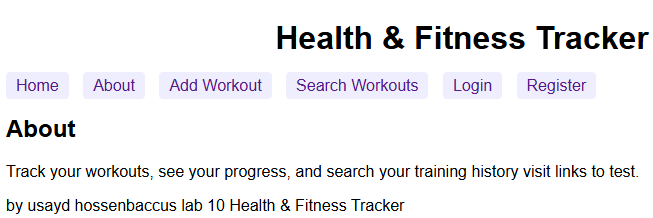 Health & Fitness Tracker
Home About Add Workout Search Workouts Login Register
About
Track your workouts, see your progress, and search your training history visit links to test.
by usayd hossenbaccus lab 10 Health & Fitness Tracker